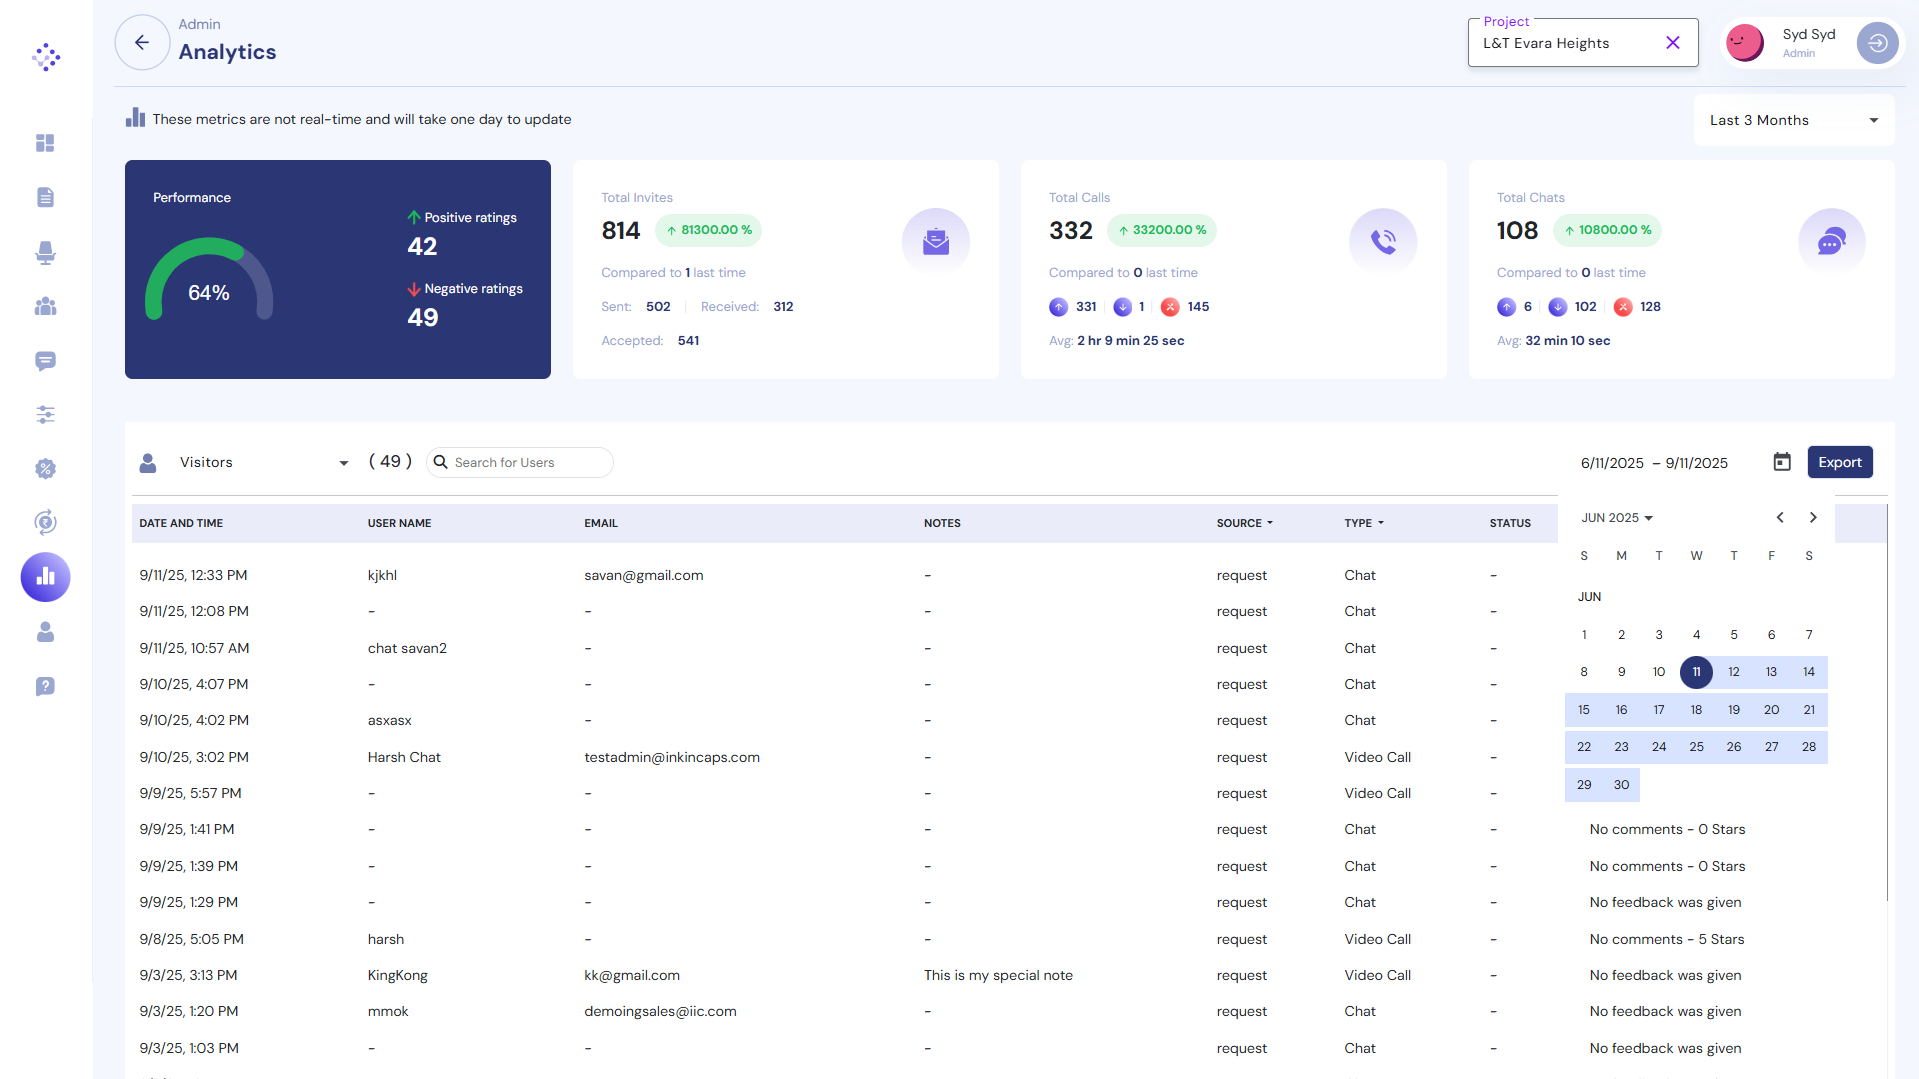 Admin
Analytics
Project
L&T Evara Heights
Syd Syd
Admin
These metrics are not real-time and will take one day to update
Last 3 Months
Performance
64%
Positive ratings
42
Negative ratings
49
Total Invites
814 81300.00 %
Compared to 1 last time
Sent: 502 Received: 312
Accepted: 541
Total Calls
332 33200.00 %
Compared to 0 last time
331 1 145
Avg: 2 hr 9 min 25 sec
Total Chats
108 10800.00 %
Compared to 0 last time
6 102 128
Avg: 32 min 10 sec
Visitors ( 49 ) Search for Users 6/11/2025 – 9/11/2025 Export
DATE AND TIME USER NAME EMAIL NOTES SOURCE TYPE STATUS
9/11/25, 12:33 PM kjkhl savan@gmail.com - request Chat -
9/11/25, 12:08 PM - - - request Chat -
9/11/25, 10:57 AM chat savan2 - - request Chat -
9/10/25, 4:07 PM - - - request Chat -
9/10/25, 4:02 PM asxasx - - request Chat -
9/10/25, 3:02 PM Harsh Chat testadmin@inkincaps.com - request Video Call -
9/9/25, 5:57 PM - - - request Video Call -
9/9/25, 1:41 PM - - - request Chat - No comments - 0 Stars
9/9/25, 1:39 PM - - - request Chat - No comments - 0 Stars
9/9/25, 1:29 PM - - - request Chat - No feedback was given
9/8/25, 5:05 PM harsh - - request Video Call - No comments - 5 Stars
9/3/25, 3:13 PM KingKong kk@gmail.com This is my special note request Video Call - No feedback was given
9/3/25, 1:20 PM mmok demoingsales@iic.com - request Chat - No feedback was given
9/3/25, 1:03 PM - - - request Chat - No feedback was given
JUN 2025
S M T W T F S
JUN
1 2 3 4 5 6 7
8 9 10 11 12 13 14
15 16 17 18 19 20 21
22 23 24 25 26 27 28
29 30